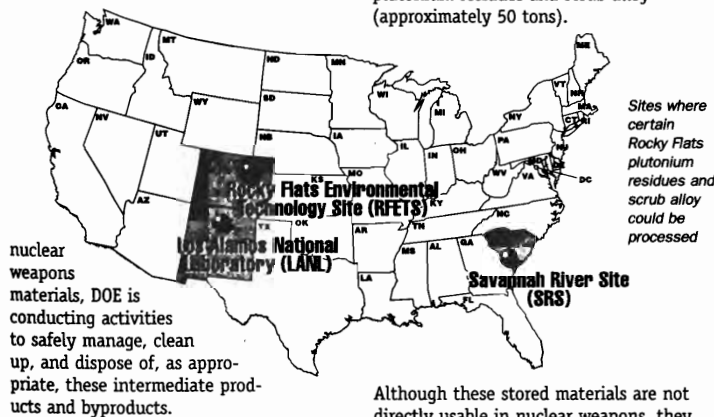 (approximately 50 tons).
WA
MT
ND
MN
ME
OR
ID
SD
WI
MI
VT
NH
NY
MA
CT
RI
WY
CA
NV
UT
NB
IA
IL
IN
OH
PA
NJ
MD
DE
DC
WV
VA
KS
MO
KY
AZ
TX
OK
AR
TN
NC
MS
AL
GA
LA
FL
Rocky Flats Environmental
Technology Site (RFETS)
Los Alamos National
Laboratory (LANL)
Savannah River Site
(SRS)
Sites where
certain
Rocky Flats
plutonium
residues and
scrub alloy
could be
processed
nuclear
weapons
materials, DOE is
conducting activities
to safely manage, clean
up, and dispose of, as appro-
priate, these intermediate prod-
ucts and byproducts.
Although these stored materials are not
directly usable in nuclear weapons, they